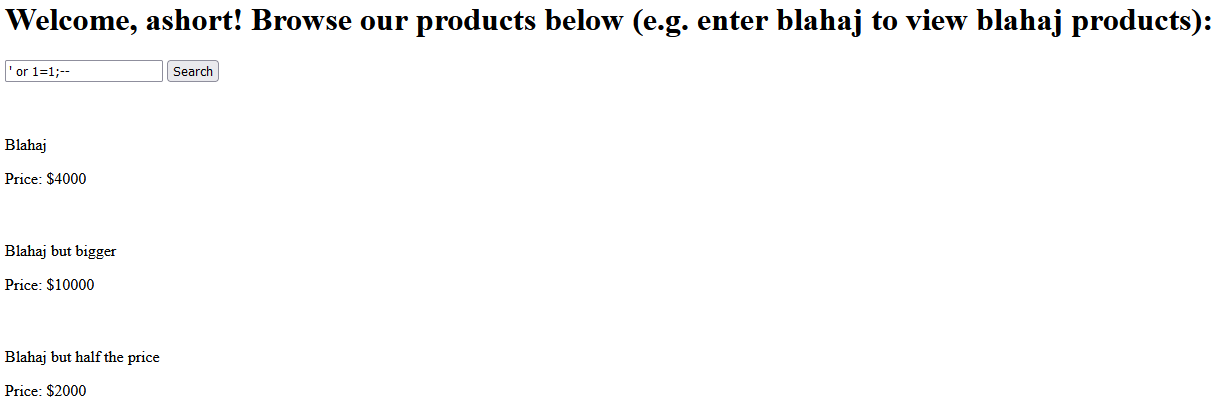 Welcome, ashort! Browse our products below (e.g. enter blahaj to view blahaj products):
' or 1=1;-- Search
Blahaj
Price: $4000
Blahaj but bigger
Price: $10000
Blahaj but half the price
Price: $2000